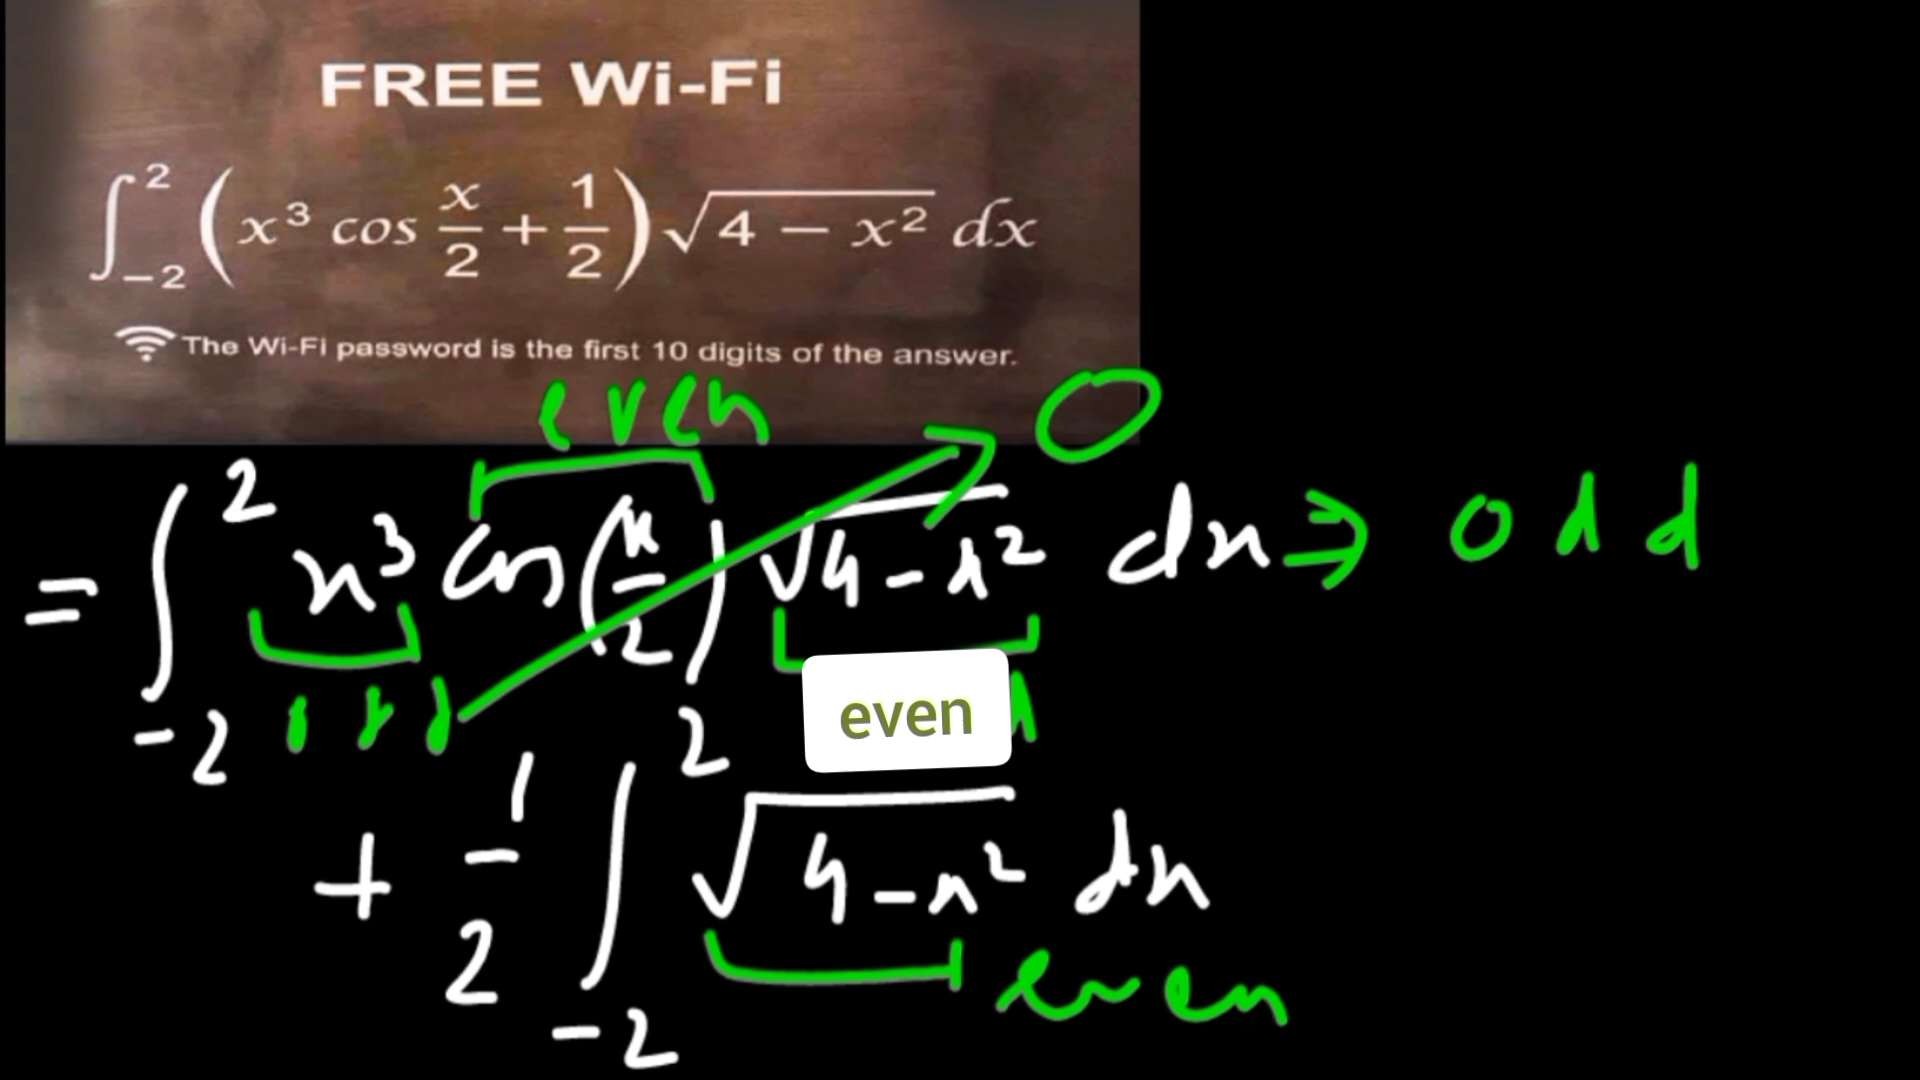 FREE Wi-Fi
∫_{-2}^{2} (x³ cos x/2 + 1/2) √(4 − x²) dx
The Wi-Fi password is the first 10 digits of the answer.
even 0
= ∫_{-2}^{2} x³ cos(x/2) √(4-x²) dx ⇒ odd
odd even
+ 1/2 ∫_{-2}^{2} √(4-x²) dx
even